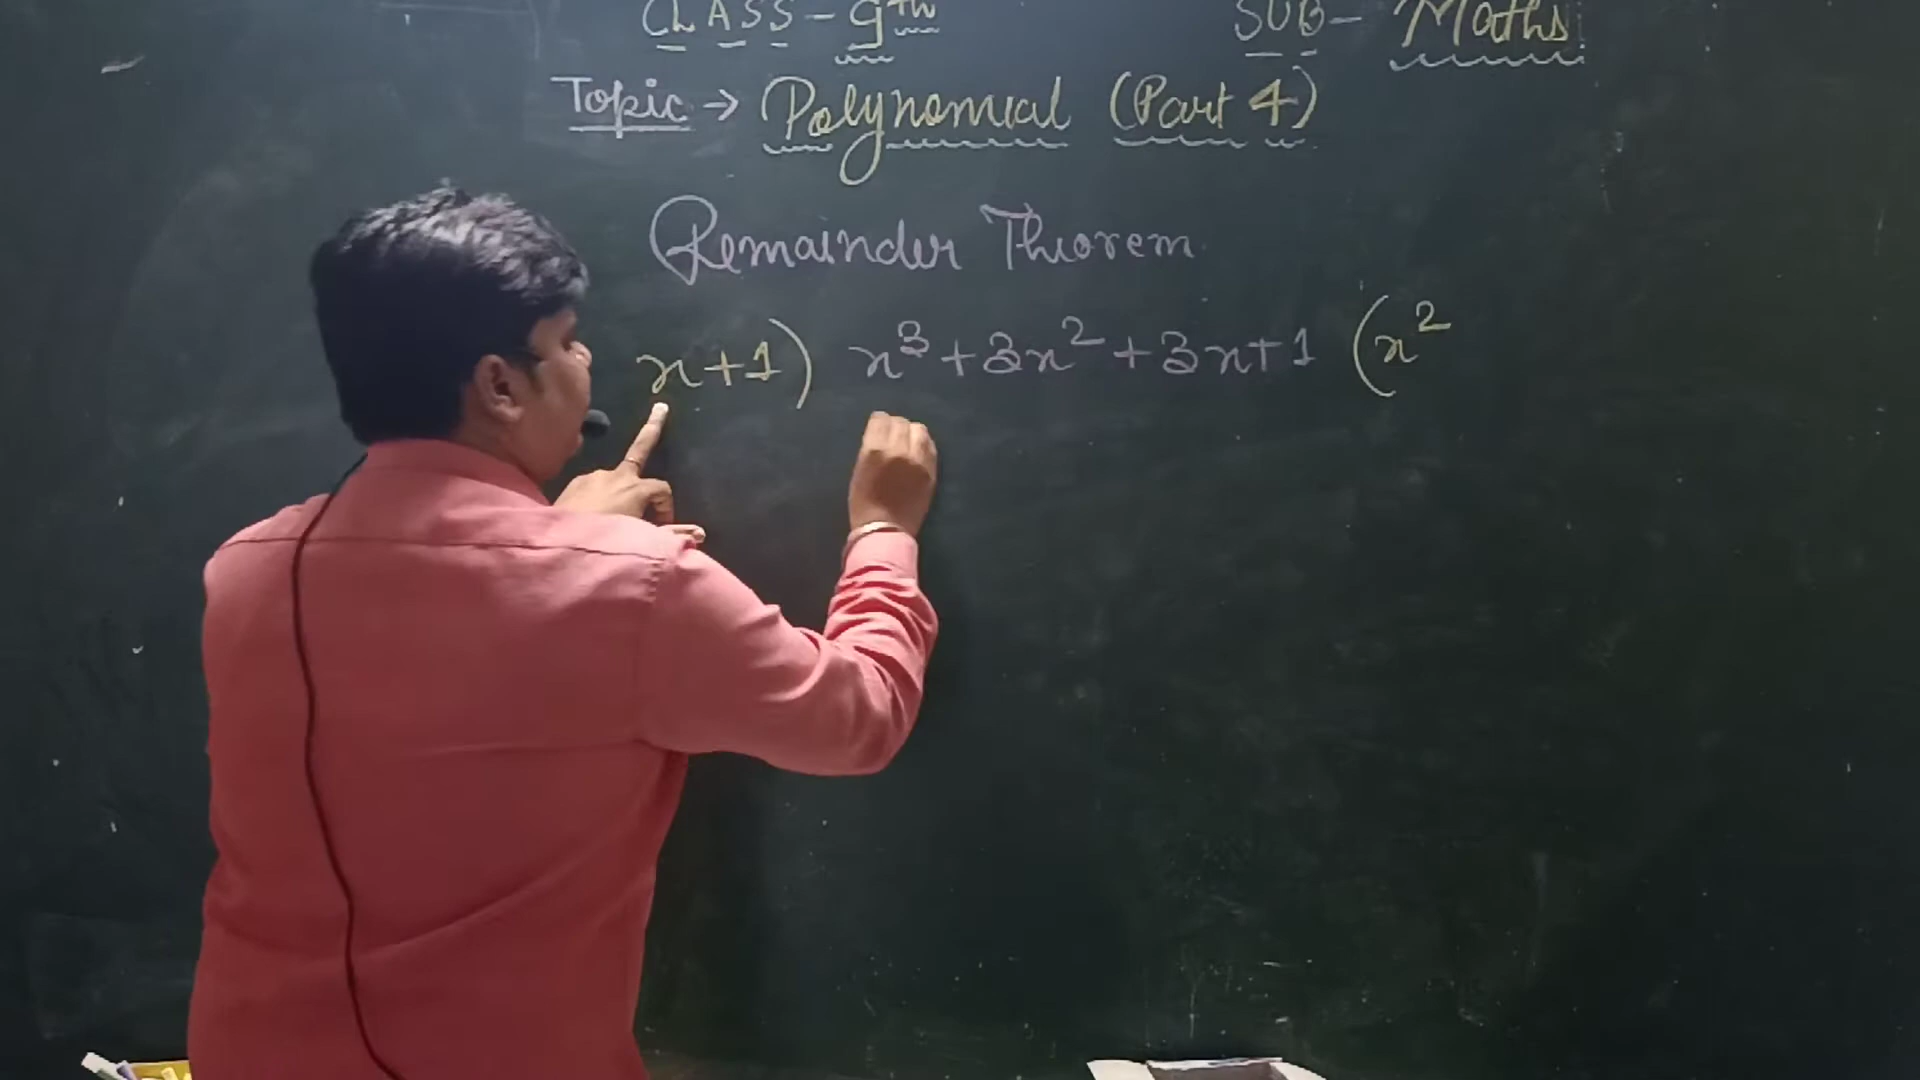 CLASS - 9th SUB - Maths
Topic → Polynomial (Part 4)
Remainder Theorem
x+1) x³+3x²+3x+1 (x²